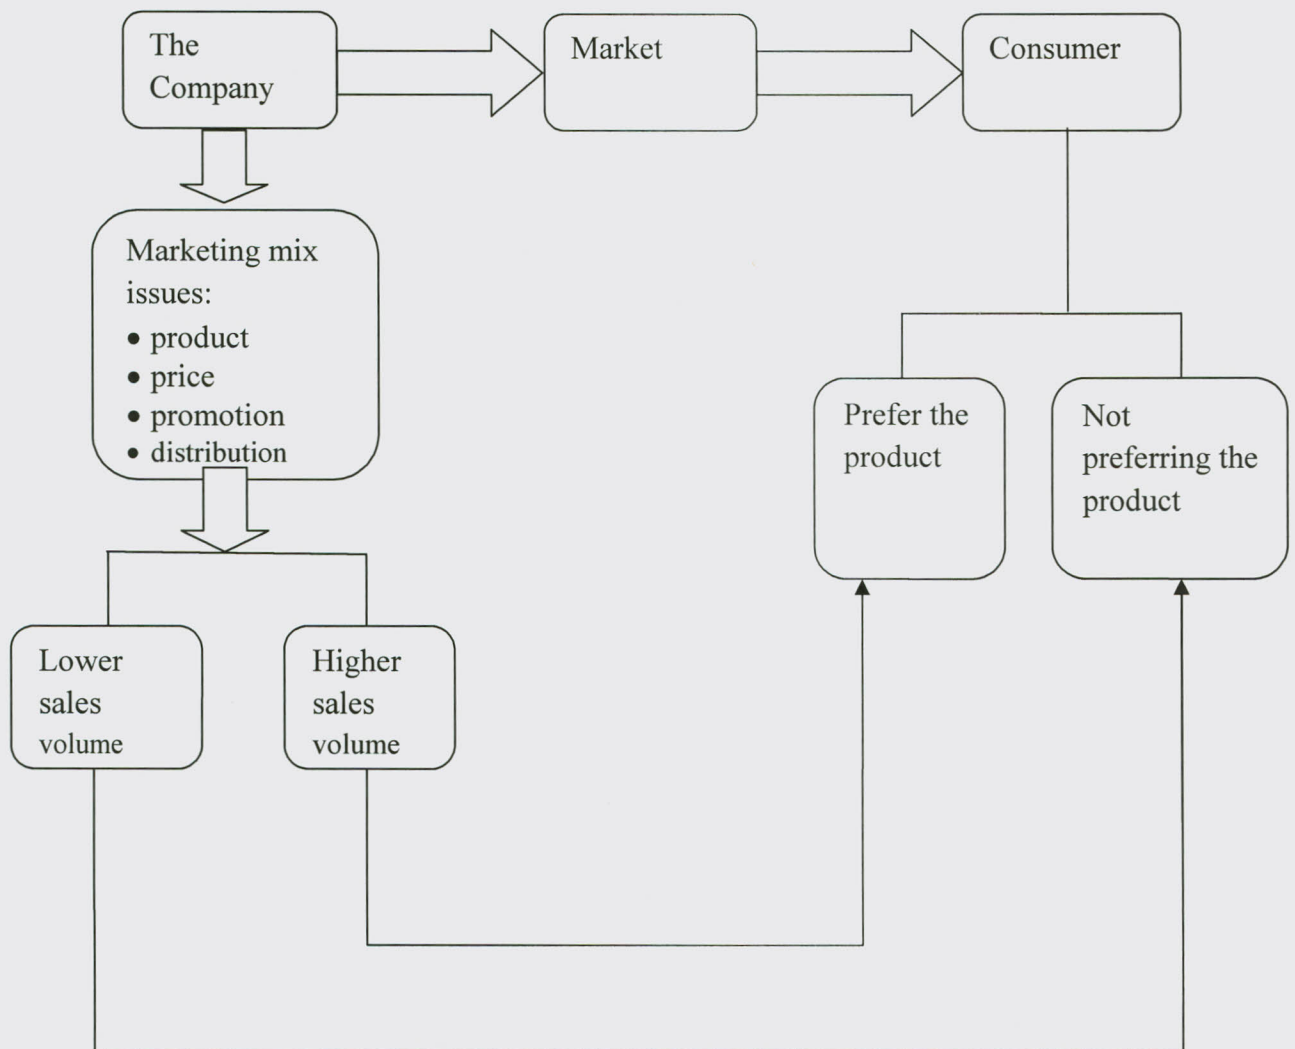 The
Company
Market
Consumer
Marketing mix
issues:
• product
• price
• promotion
• distribution
Prefer the
product
Not
preferring the
product
Lower
sales
volume
Higher
sales
volume